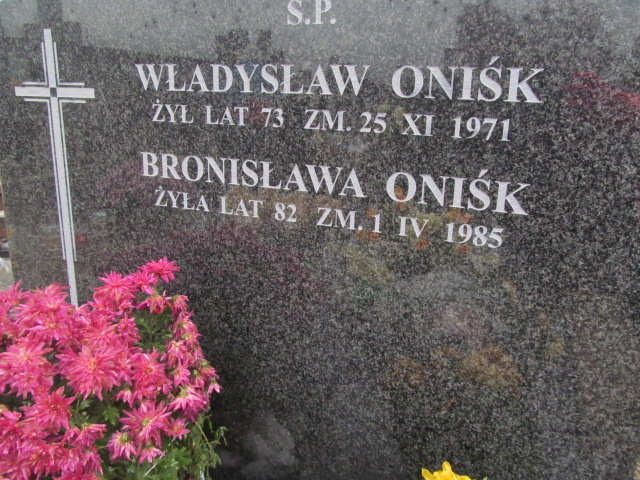 Ś.P.
WŁADYSŁAW ONIŚK
ŻYŁ LAT 73 ZM. 25 XI 1971
BRONISŁAWA ONIŚK
ŻYŁA LAT 82 ZM. 1 IV 1985